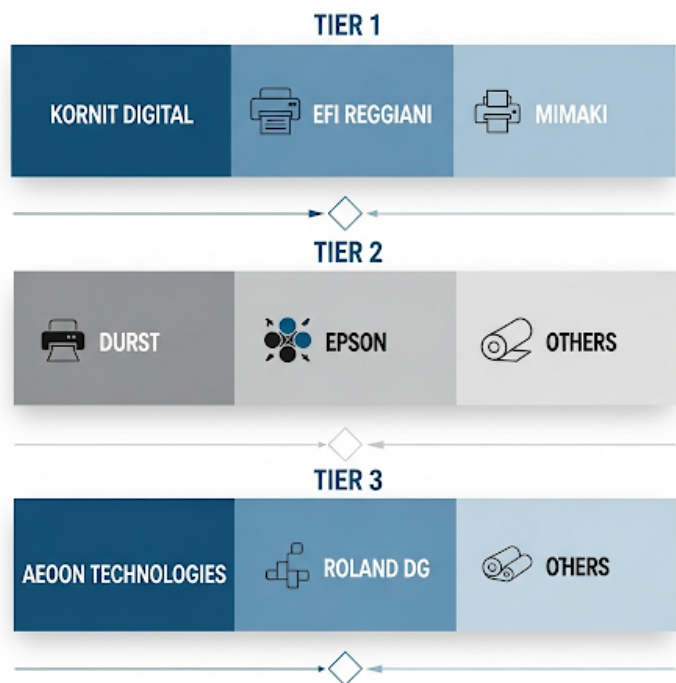 TIER 1
KORNIT DIGITAL
EFI REGGIANI
MIMAKI
TIER 2
DURST
EPSON
OTHERS
TIER 3
AEOON TECHNOLOGIES
ROLAND DG
OTHERS